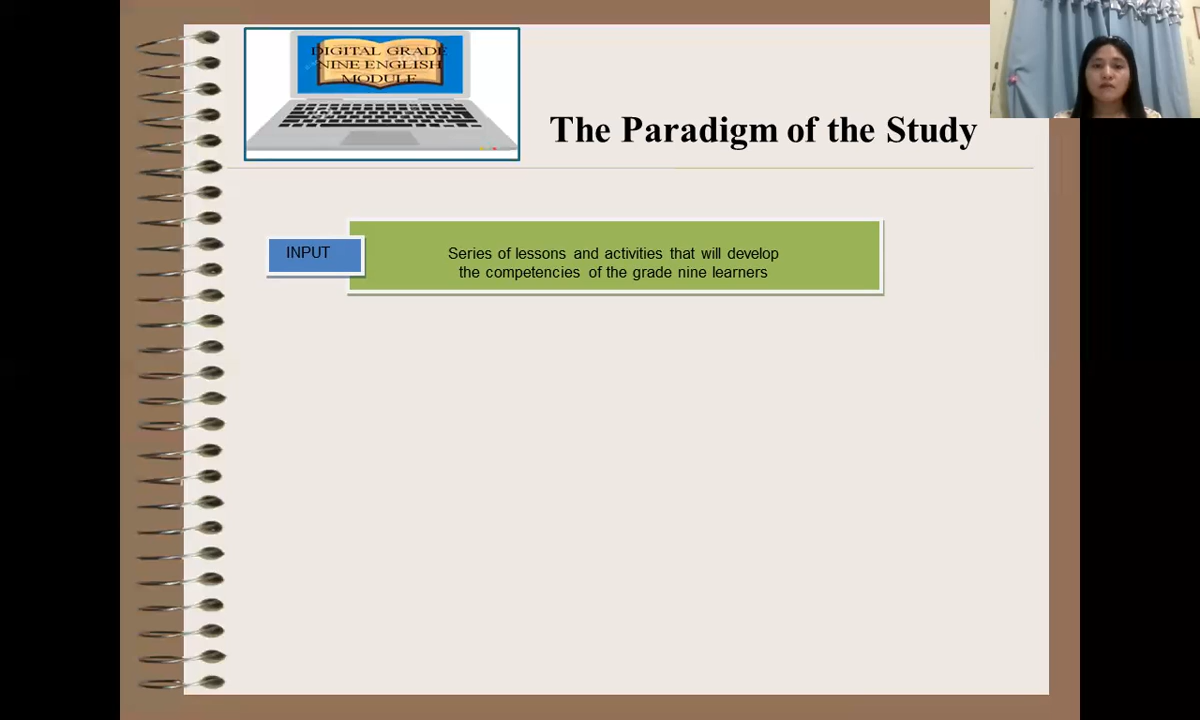 DIGITAL GRADE
NINE ENGLISH
MODULE
The Paradigm of the Study
INPUT
Series of lessons and activities that will develop
the competencies of the grade nine learners